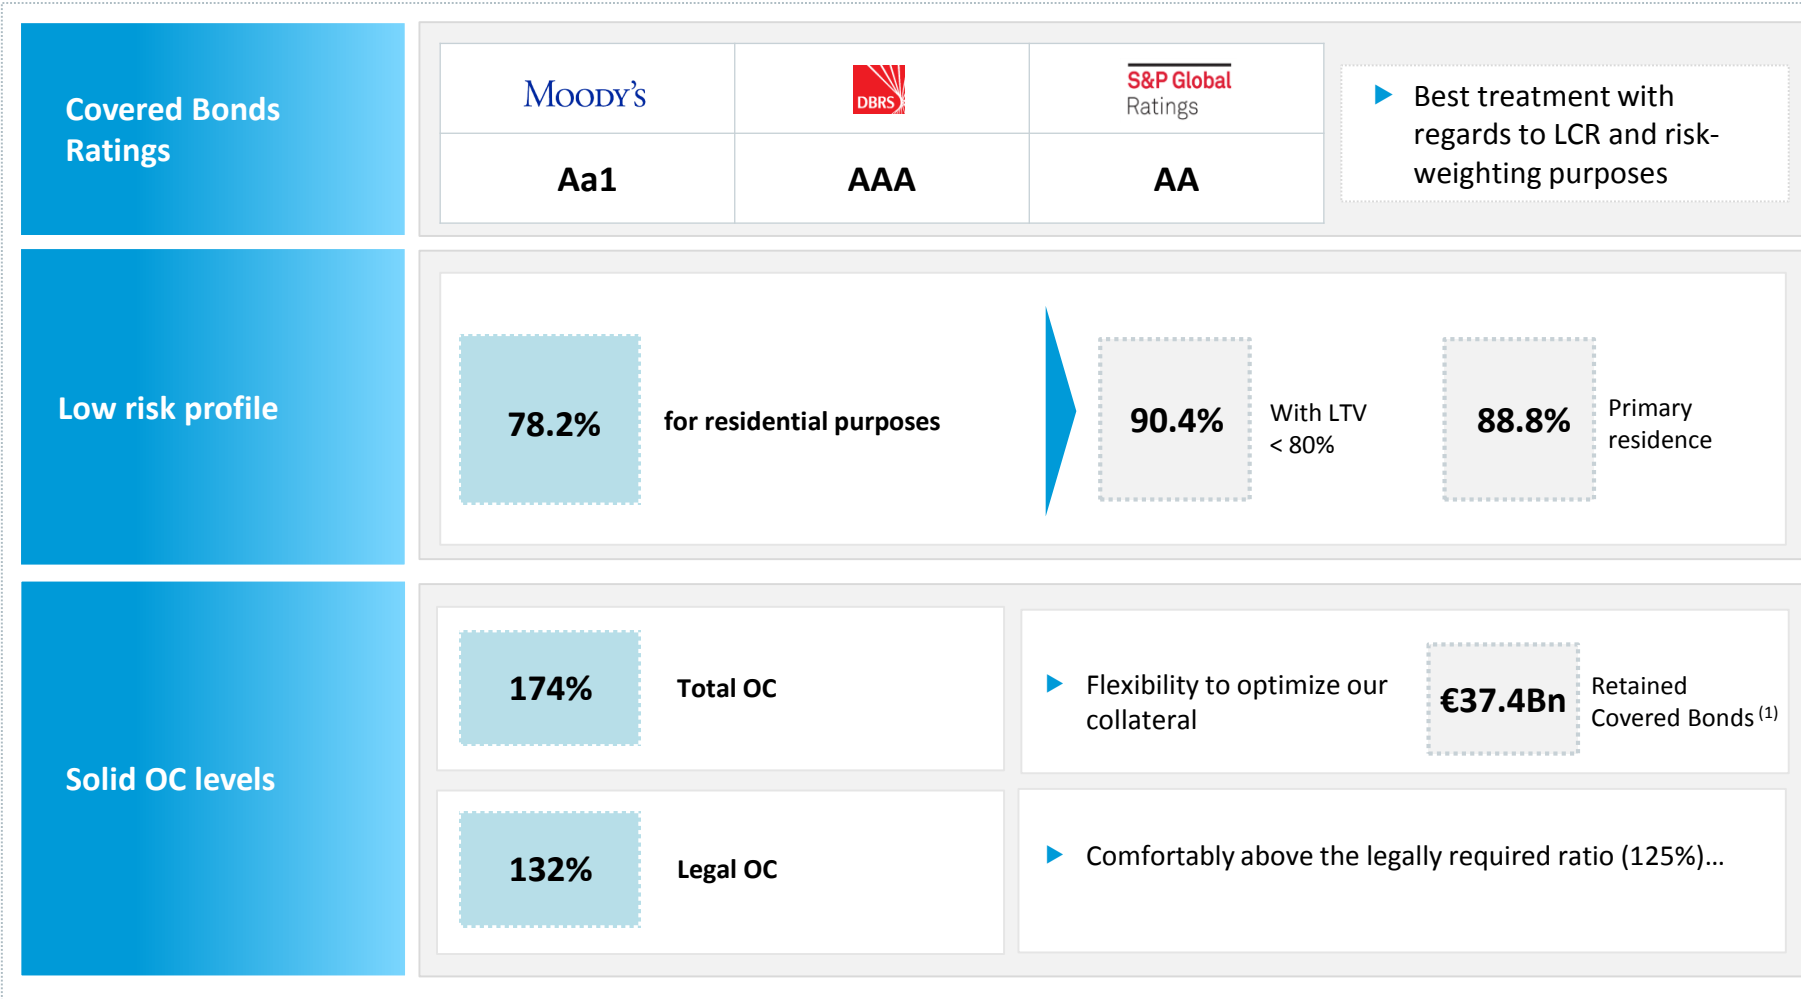 Covered Bonds
Ratings
MOODY'S
DBRS
S&P Global
Ratings
Aa1
AAA
AA
Best treatment with
regards to LCR and risk-
weighting purposes
Low risk profile
78.2%
for residential purposes
90.4%
With LTV
< 80%
88.8%
Primary
residence
Solid OC levels
174%
Total OC
Flexibility to optimize our
collateral
€37.4Bn
Retained
Covered Bonds (1)
132%
Legal OC
Comfortably above the legally required ratio (125%)...